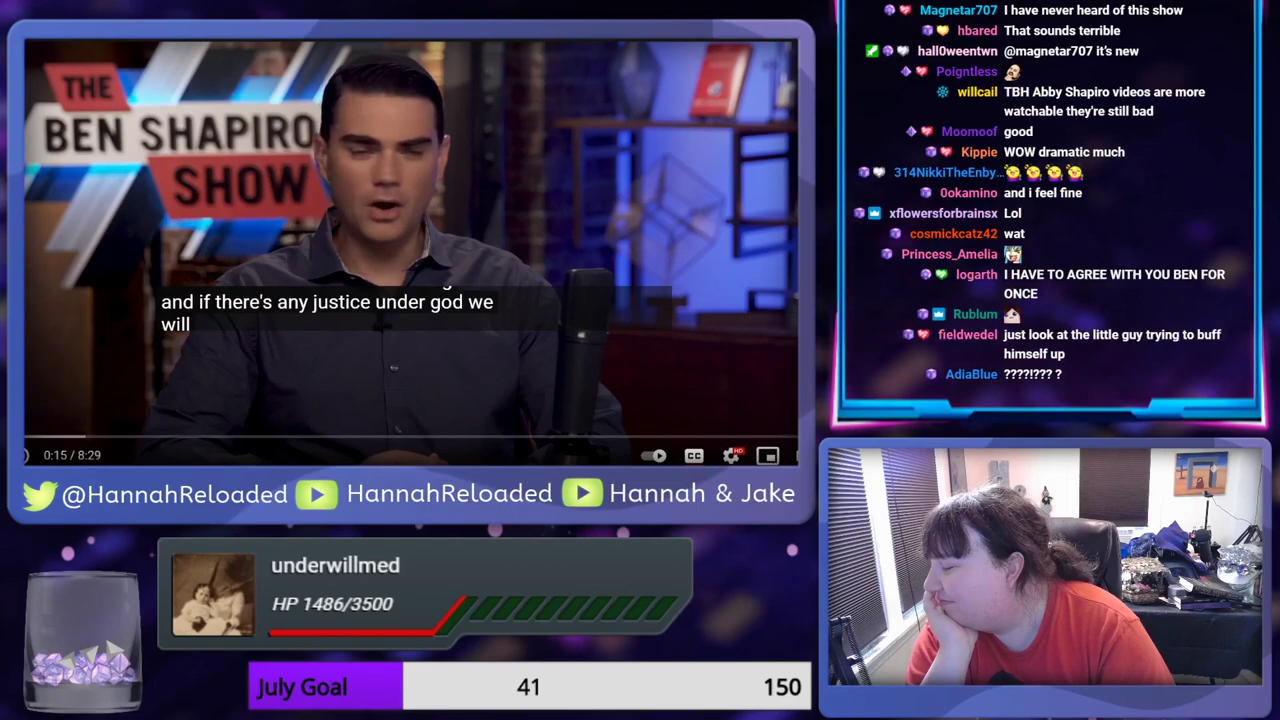 THE
BEN SHAPIRO
SHOW
and if there's any justice under god we
will
0:15 / 8:29
CC
HD
@HannahReloaded HannahReloaded Hannah & Jake
underwillmed
HP 1486/3500
July Goal 41 150
Magnetar707 I have never heard of this show
hbared That sounds terrible
hall0weentwn @magnetar707 it's new
Poigntless
willcail TBH Abby Shapiro videos are more
watchable they're still bad
Moomoof good
Kippie WOW dramatic much
314NikkiTheEnby...
0okamino and i feel fine
xflowersforbrainsx Lol
cosmickcatz42 wat
Princess_Amelia
logarth I HAVE TO AGREE WITH YOU BEN FOR
ONCE
Rublum
fieldwedel just look at the little guy trying to buff
himself up
AdiaBlue ????!??? ?